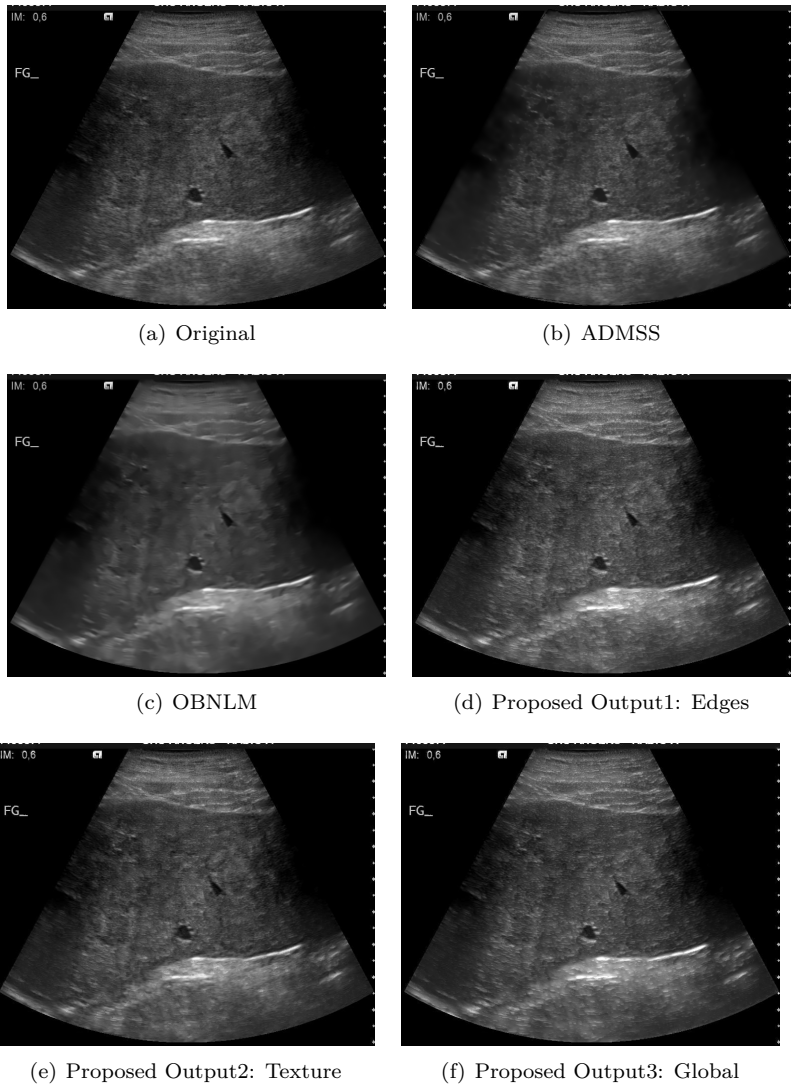 IM: 0,6
FG_
(a) Original
IM: 0,6
FG_
(b) ADMSS
IM: 0,6
FG_
(c) OBNLM
IM: 0,6
FG_
(d) Proposed Output1: Edges
IM: 0,6
FG_
(e) Proposed Output2: Texture
IM: 0,6
FG_
(f) Proposed Output3: Global